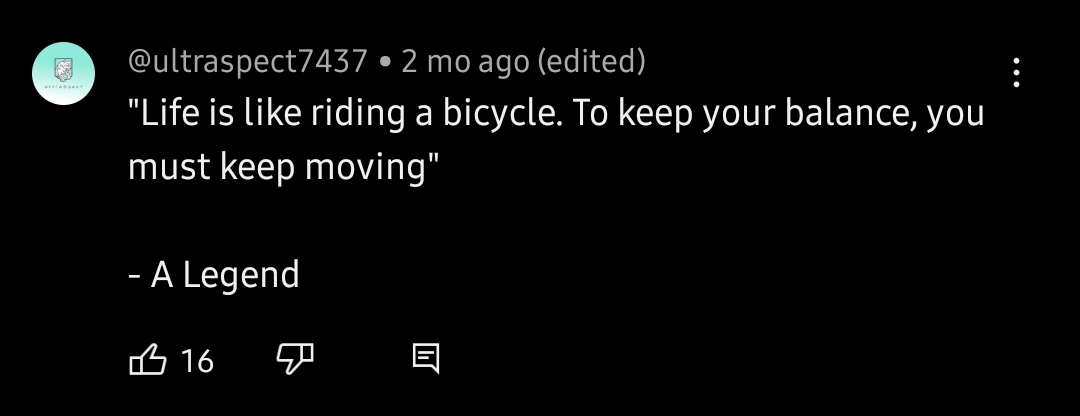 @ultraspect7437 • 2 mo ago (edited)
"Life is like riding a bicycle. To keep your balance, you
must keep moving"
- A Legend
16